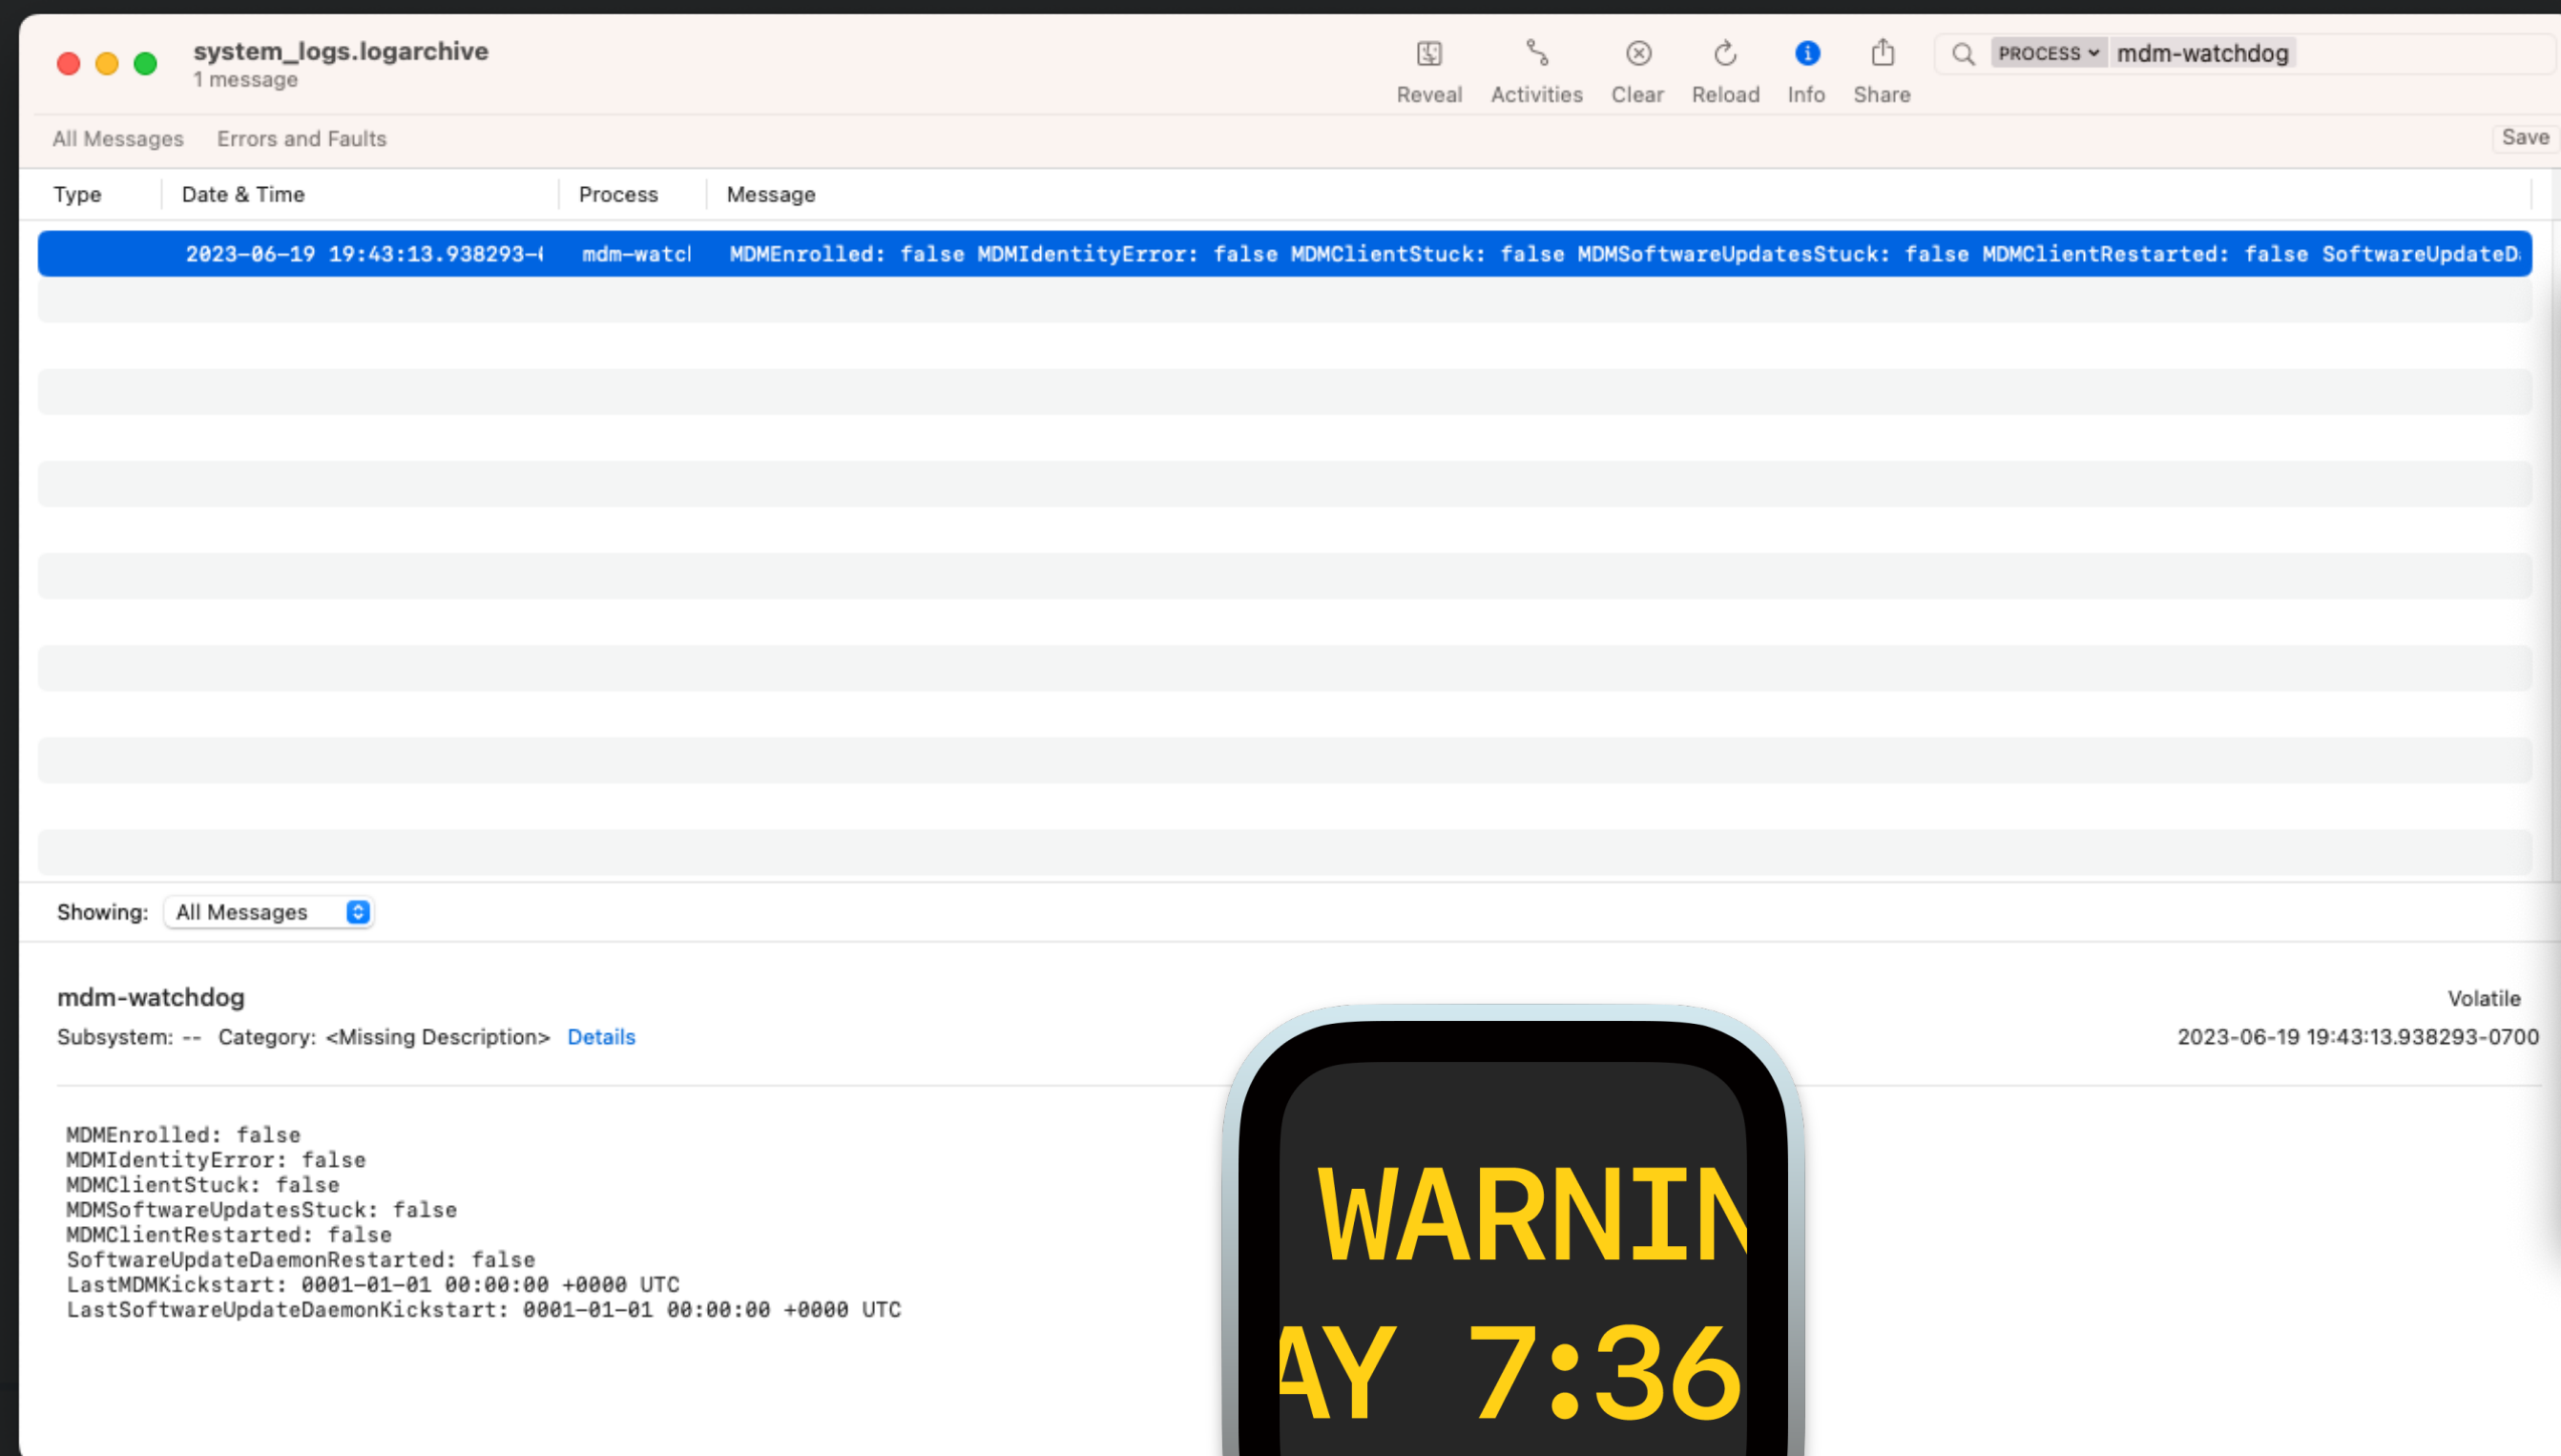 system_logs.logarchive
1 message
Reveal Activities Clear Reload Info Share
PROCESS mdm-watchdog
All Messages Errors and Faults
Save
Type Date & Time Process Message
2023-06-19 19:43:13.938293- mdm-watch MDMEnrolled: false MDMIdentityError: false MDMClientStuck: false MDMSoftwareUpdatesStuck: false MDMClientRestarted: false SoftwareUpdateD
Showing: All Messages
mdm-watchdog
Volatile
Subsystem: -- Category: <Missing Description> Details
2023-06-19 19:43:13.938293-0700
MDMEnrolled: false
MDMIdentityError: false
MDMClientStuck: false
MDMSoftwareUpdatesStuck: false
MDMClientRestarted: false
SoftwareUpdateDaemonRestarted: false
LastMDMKickstart: 0001-01-01 00:00:00 +0000 UTC
LastSoftwareUpdateDaemonKickstart: 0001-01-01 00:00:00 +0000 UTC
WARNIN
AY 7:36